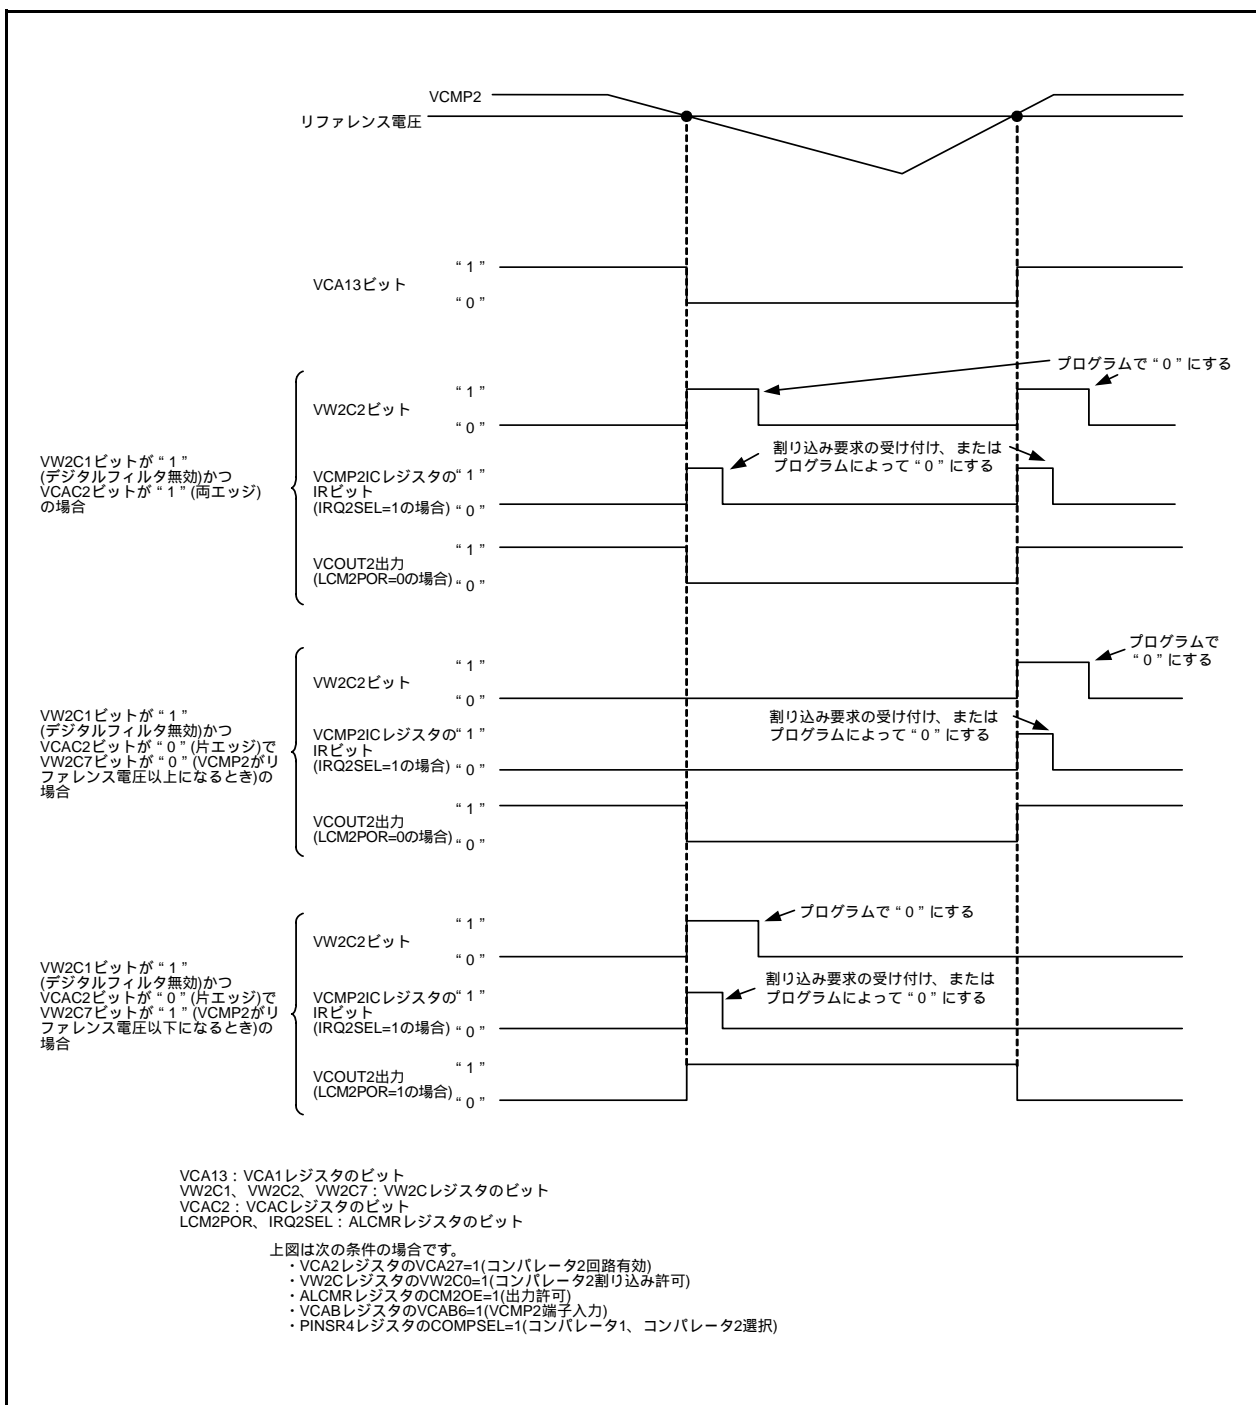 VCMP2
リファレンス電圧
VCA13ビット
“ 1 ”
“ 0 ”
VW2C1ビットが“ 1 ”
(デジタルフィルタ無効)かつ
VCAC2ビットが“ 1 ”(両エッジ)
の場合
VW2C2ビット
“ 1 ”
“ 0 ”
プログラムで“ 0 ”にする
VCMP2ICレジスタの
IRビット
(IRQ2SEL=1の場合)
“ 1 ”
“ 0 ”
割り込み要求の受け付け、または
プログラムによって“ 0 ”にする
VCOUT2出力
(LCM2POR=0の場合)
“ 1 ”
“ 0 ”
VW2C1ビットが“ 1 ”
(デジタルフィルタ無効)かつ
VCAC2ビットが“ 0 ”(片エッジ)で
VW2C7ビットが“ 0 ”(VCMP2がリ
ファレンス電圧以上になるとき)の
場合
VW2C2ビット
“ 1 ”
“ 0 ”
プログラムで
“ 0 ”にする
VCMP2ICレジスタの
IRビット
(IRQ2SEL=1の場合)
“ 1 ”
“ 0 ”
割り込み要求の受け付け、または
プログラムによって“ 0 ”にする
VCOUT2出力
(LCM2POR=0の場合)
“ 1 ”
“ 0 ”
VW2C1ビットが“ 1 ”
(デジタルフィルタ無効)かつ
VCAC2ビットが“ 0 ”(片エッジ)で
VW2C7ビットが“ 1 ”(VCMP2がリ
ファレンス電圧以下になるとき)の
場合
VW2C2ビット
“ 1 ”
“ 0 ”
プログラムで“ 0 ”にする
VCMP2ICレジスタの
IRビット
(IRQ2SEL=1の場合)
“ 1 ”
“ 0 ”
割り込み要求の受け付け、または
プログラムによって“ 0 ”にする
VCOUT2出力
(LCM2POR=1の場合)
“ 1 ”
“ 0 ”
VCA13：VCA1レジスタのビット
VW2C1、VW2C2、VW2C7：VW2Cレジスタのビット
VCAC2：VCACレジスタのビット
LCM2POR、IRQ2SEL：ALCMRレジスタのビット
上図は次の条件の場合です。
・VCA2レジスタのVCA27=1(コンパレータ2回路有効)
・VW2CレジスタのVW2C0=1(コンパレータ2割り込み許可)
・ALCMRレジスタのCM2OE=1(出力許可)
・VCABレジスタのVCAB6=1(VCMP2端子入力)
・PINSR4レジスタのCOMPSEL=1(コンパレータ1、コンパレータ2選択)